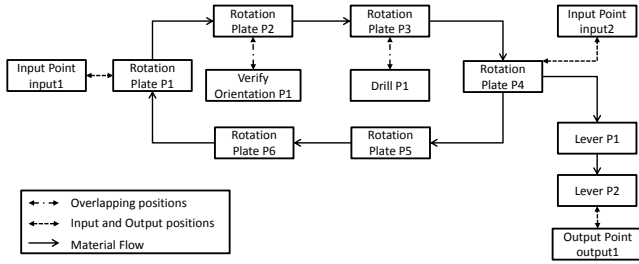 Rotation
Plate P2
Rotation
Plate P3
Input Point
input2
Input Point
input1
Rotation
Plate P1
Verify
Orientation P1
Drill P1
Rotation
Plate P4
Rotation
Plate P6
Rotation
Plate P5
Lever P1
Lever P2
Output Point
output1
Overlapping positions
Input and Output positions
Material Flow